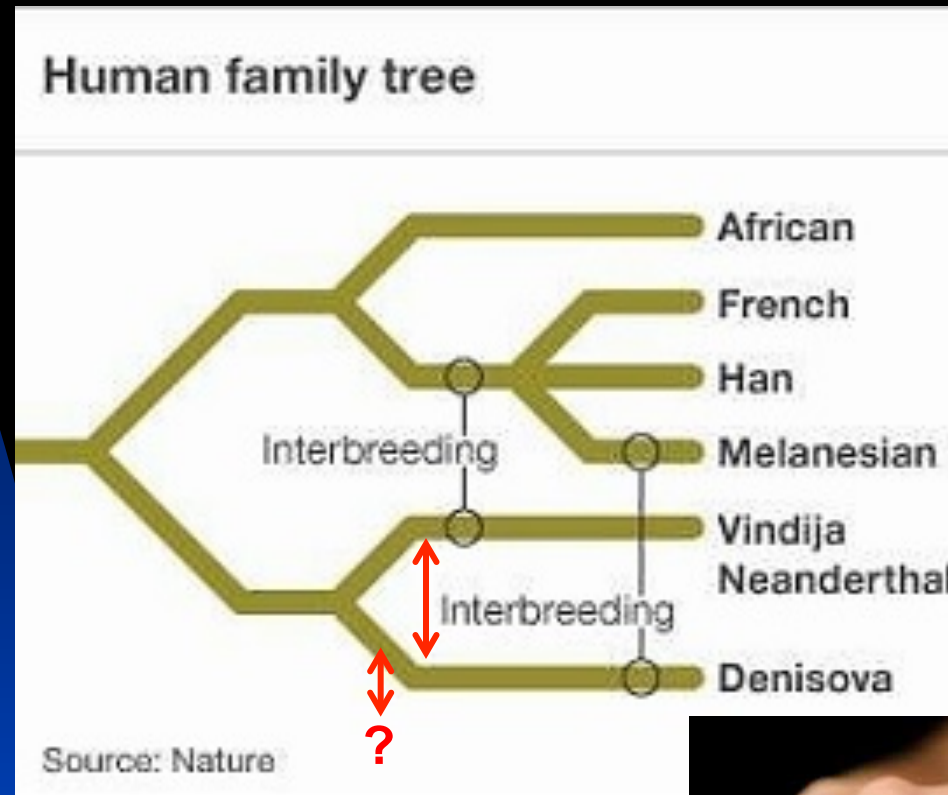 Human family tree
African
French
Han
Interbreeding
Melanesian
Vindija
Neanderthal
Interbreeding
Denisova
?
Source: Nature